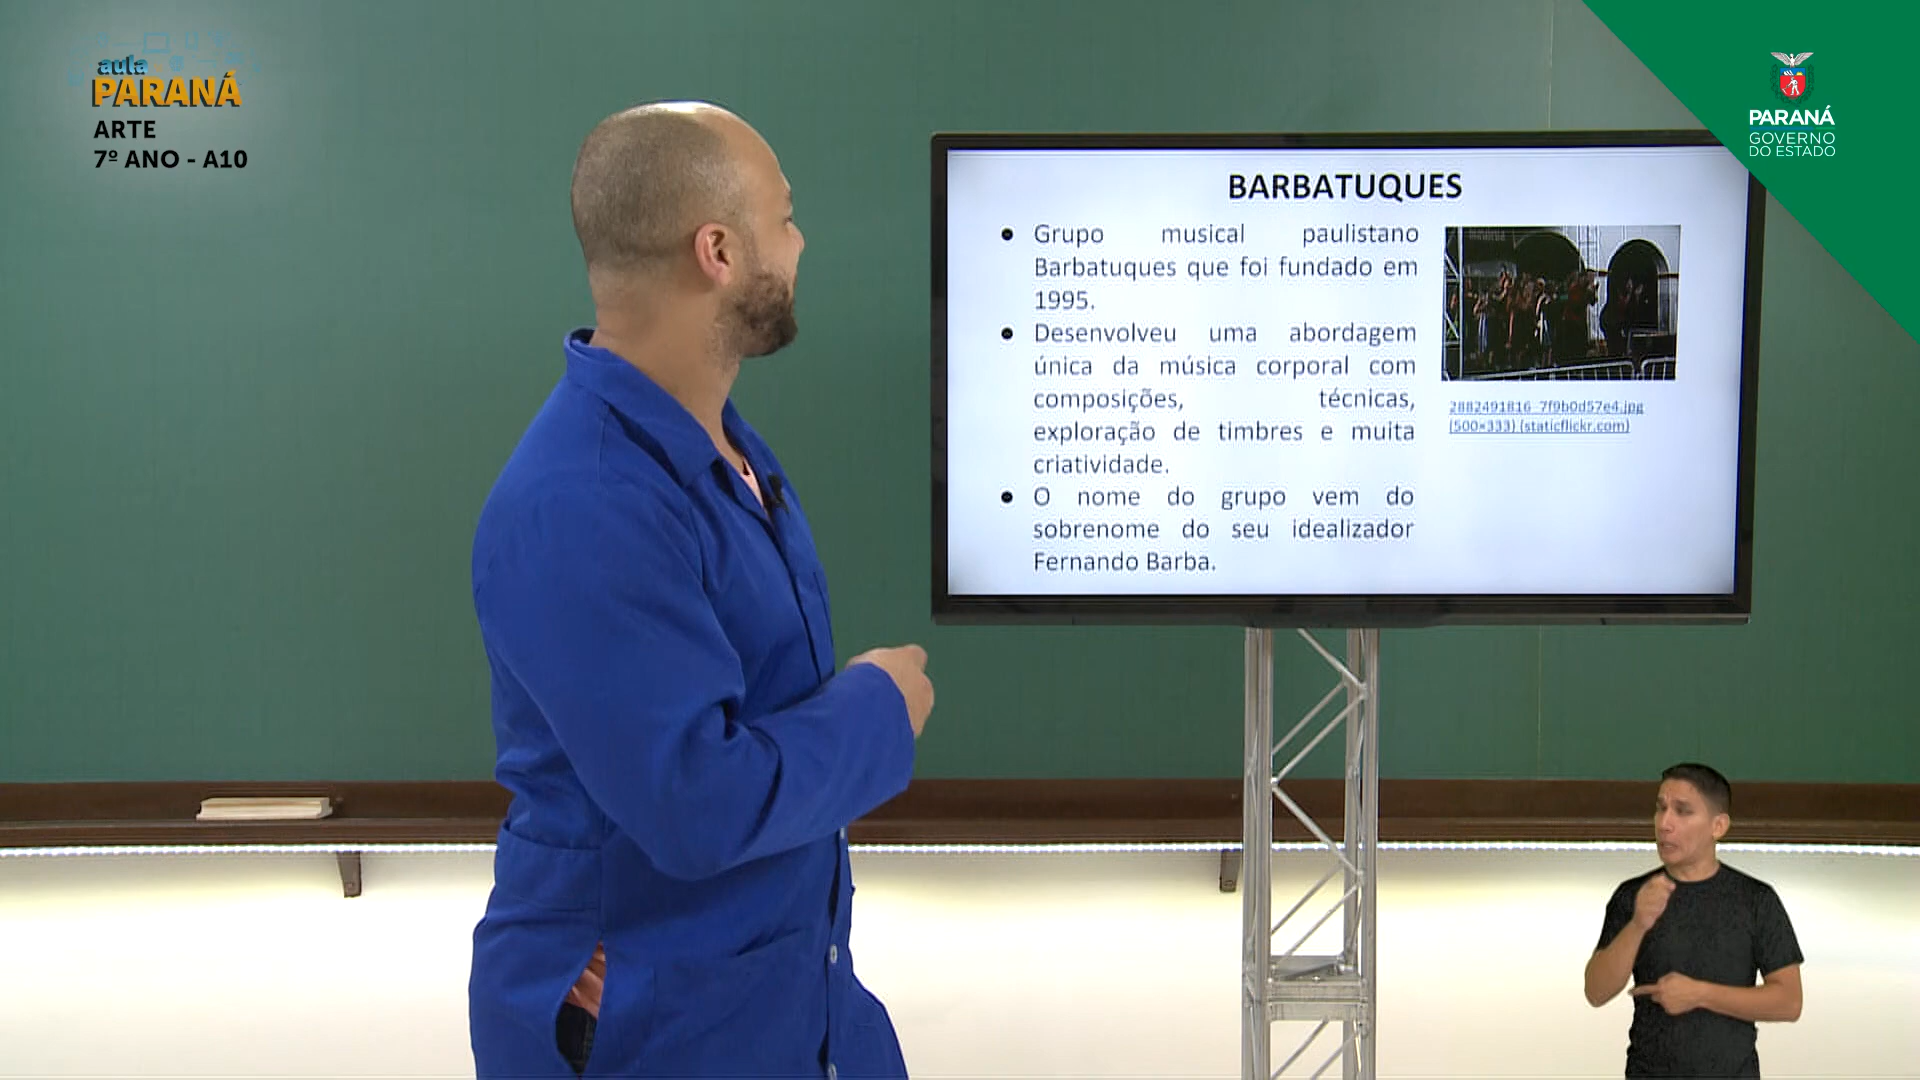 aula
PARANÁ
ARTE
7º ANO - A10
PARANÁ
GOVERNO
DO ESTADO
BARBATUQUES
● Grupo musical paulistano
Barbatuques que foi fundado em
1995.
● Desenvolveu uma abordagem
única da música corporal com
composições, técnicas,
exploração de timbres e muita
criatividade.
● O nome do grupo vem do
sobrenome do seu idealizador
Fernando Barba.
2882491816_7f9b0d57e4.jpg
(500×333) (staticflickr.com)